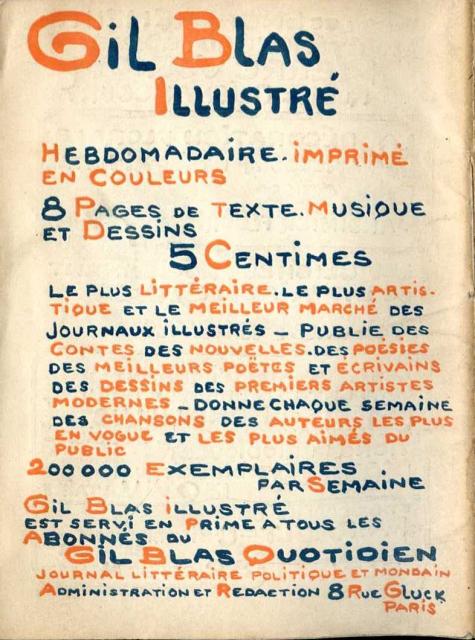 Gil Blas
Illustré
Hebdomadaire. imprimé
en couleurs
8 Pages de Texte. Musique
et Dessins
5 Centimes
Le plus littéraire. Le plus artis-
tique et le meilleur marché des
journaux illustrés _ publie des
contes des nouvelles. des poésies
des meilleurs poètes et écrivains
des dessins des premiers artistes
modernes _ donne chaque semaine
des chansons des auteurs les plus
en vogue et les plus aimés du
public
200000 Exemplaires
par Semaine
Gil Blas illustré
est servi en prime a tous les
Abonnés du
Gil Blas Quotidien
Journal littéraire politique et mondain
Administration et Redaction 8 Rue Gluck
Paris